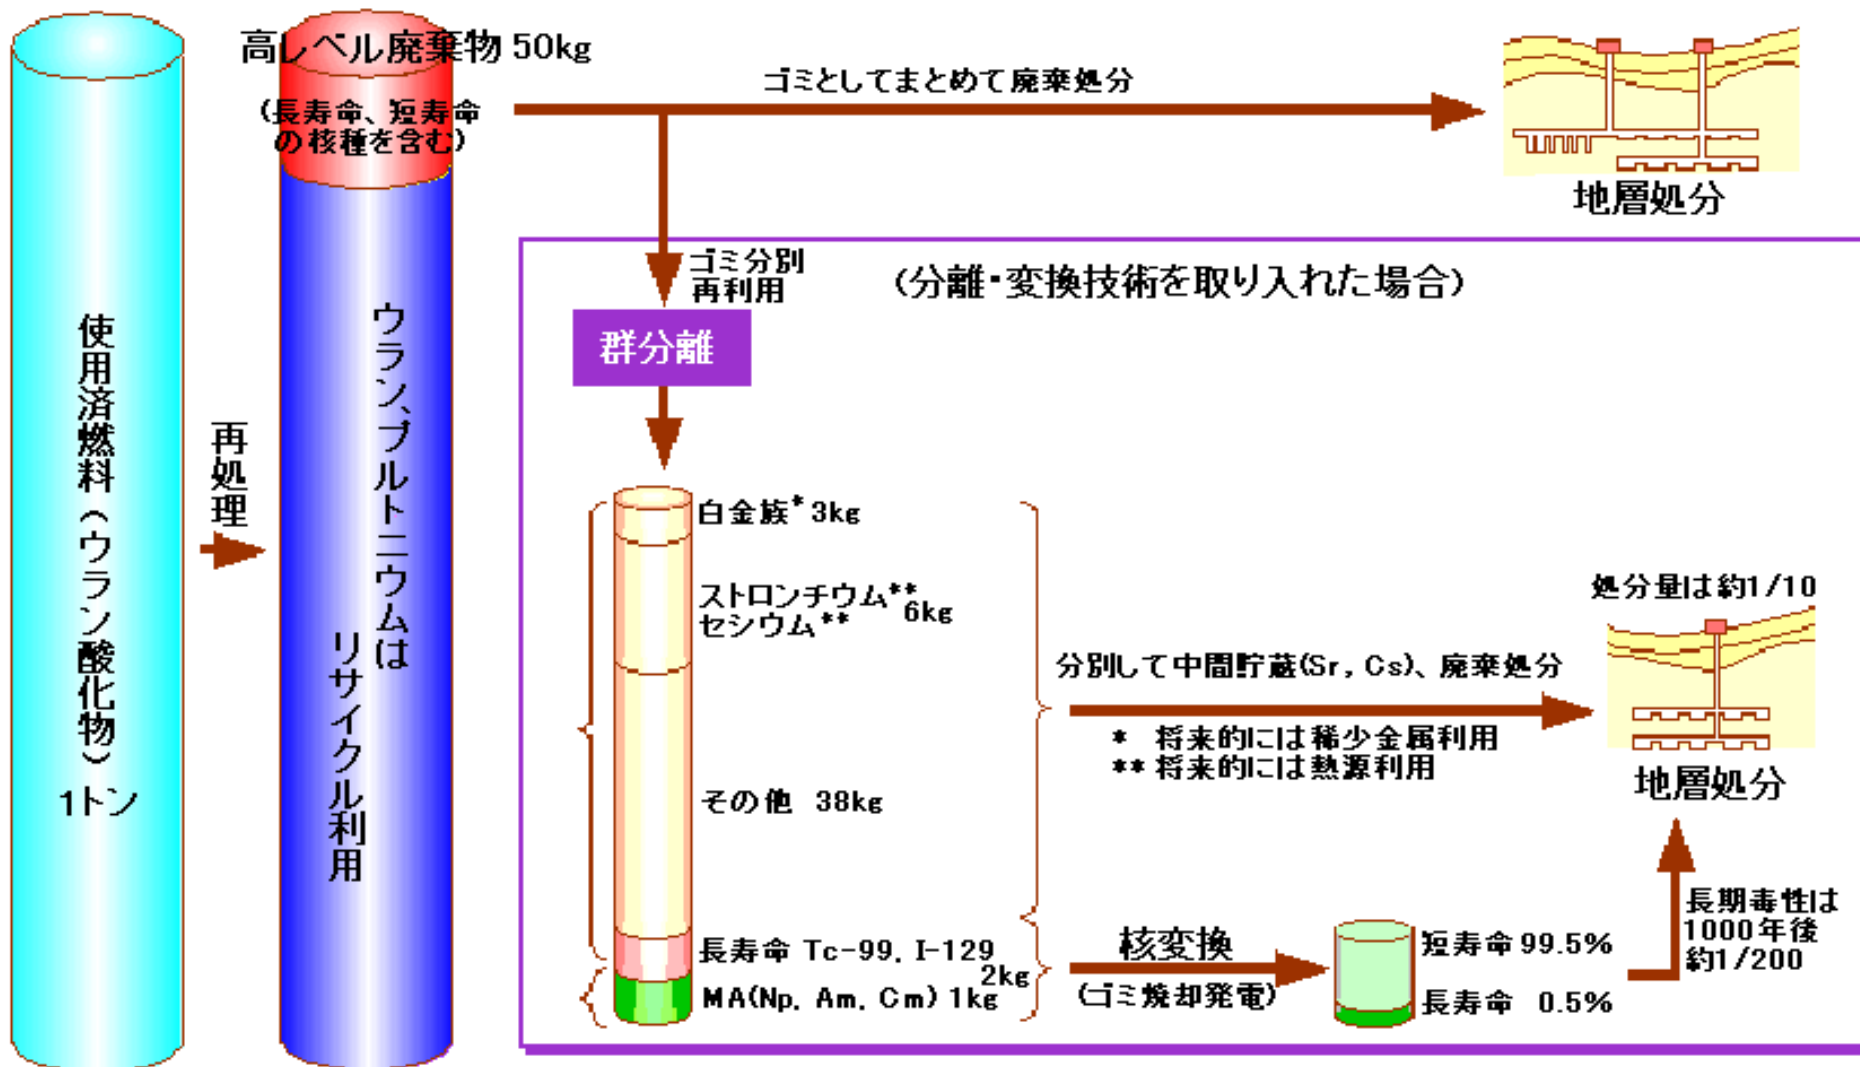 高レベル廃棄物 50kg
(長寿命、短寿命
の核種を含む)
ゴミとしてまとめて廃棄処分
地層処分
使用済燃料(ウラン酸化物)
1トン
再処理
ウラン、プルトニウムは
リサイクル利用
ゴミ分別
再利用
(分離・変換技術を取り入れた場合)
群分離
白金族* 3kg
ストロンチウム**
セシウム** 6kg
その他 38kg
長寿命 Tc-99, I-129
2kg
MA(Np, Am, Cm) 1kg
分別して中間貯蔵(Sr, Cs)、廃棄処分
* 将来的には稀少金属利用
** 将来的には熱源利用
処分量は約1/10
地層処分
核変換
(ゴミ焼却発電)
短寿命 99.5%
長寿命 0.5%
長期毒性は
1000年後
約1/200